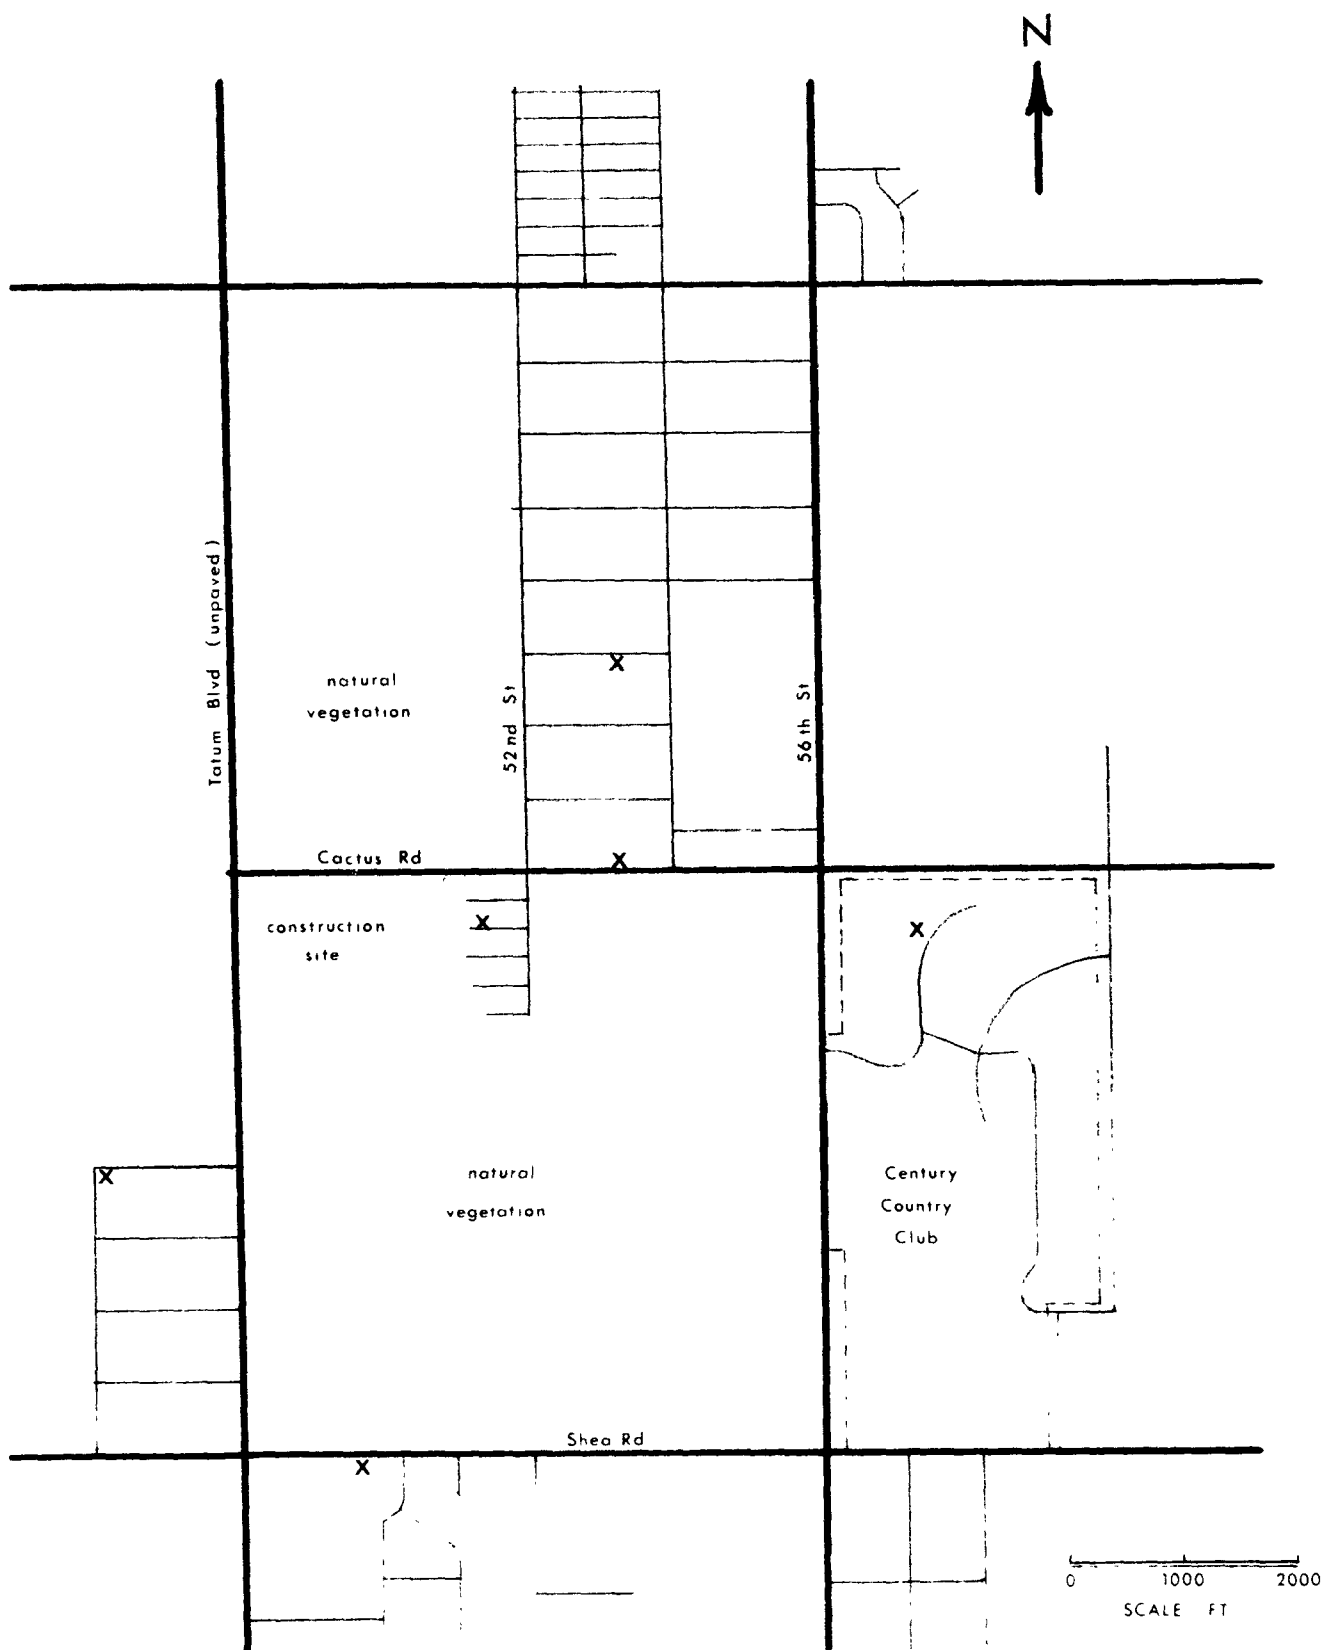 N
Tatum Blvd (unpaved)
natural
vegetation
52nd St
56th St
X
Cactus Rd
X
construction
site
X
X
X
natural
vegetation
Century
Country
Club
Shea Rd
X
0 1000 2000
SCALE FT